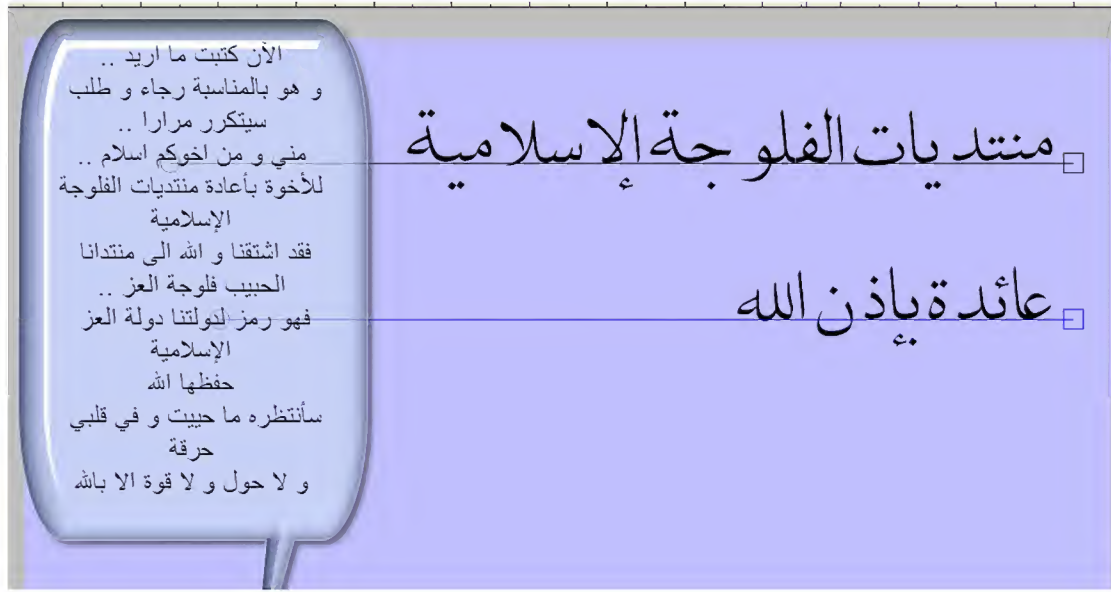 منتديات الفلوجة الإسلامية
عائدة بإذن الله
الآن كتبت ما اريد ..
و هو بالمناسبة رجاء و طلب
سيتكرر مرارا ..
مني و من اخوكم اسلام ..
للأخوة بأعادة منتديات الفلوجة
الإسلامية
فقد اشتقنا و الله الى منتدانا
الحبيب فلوجة العز ..
فهو رمز لدولتنا دولة العز
الإسلامية
حفظها الله
سأنتظره ما حييت و في قلبي
حرقة
و لا حول و لا قوة الا بالله